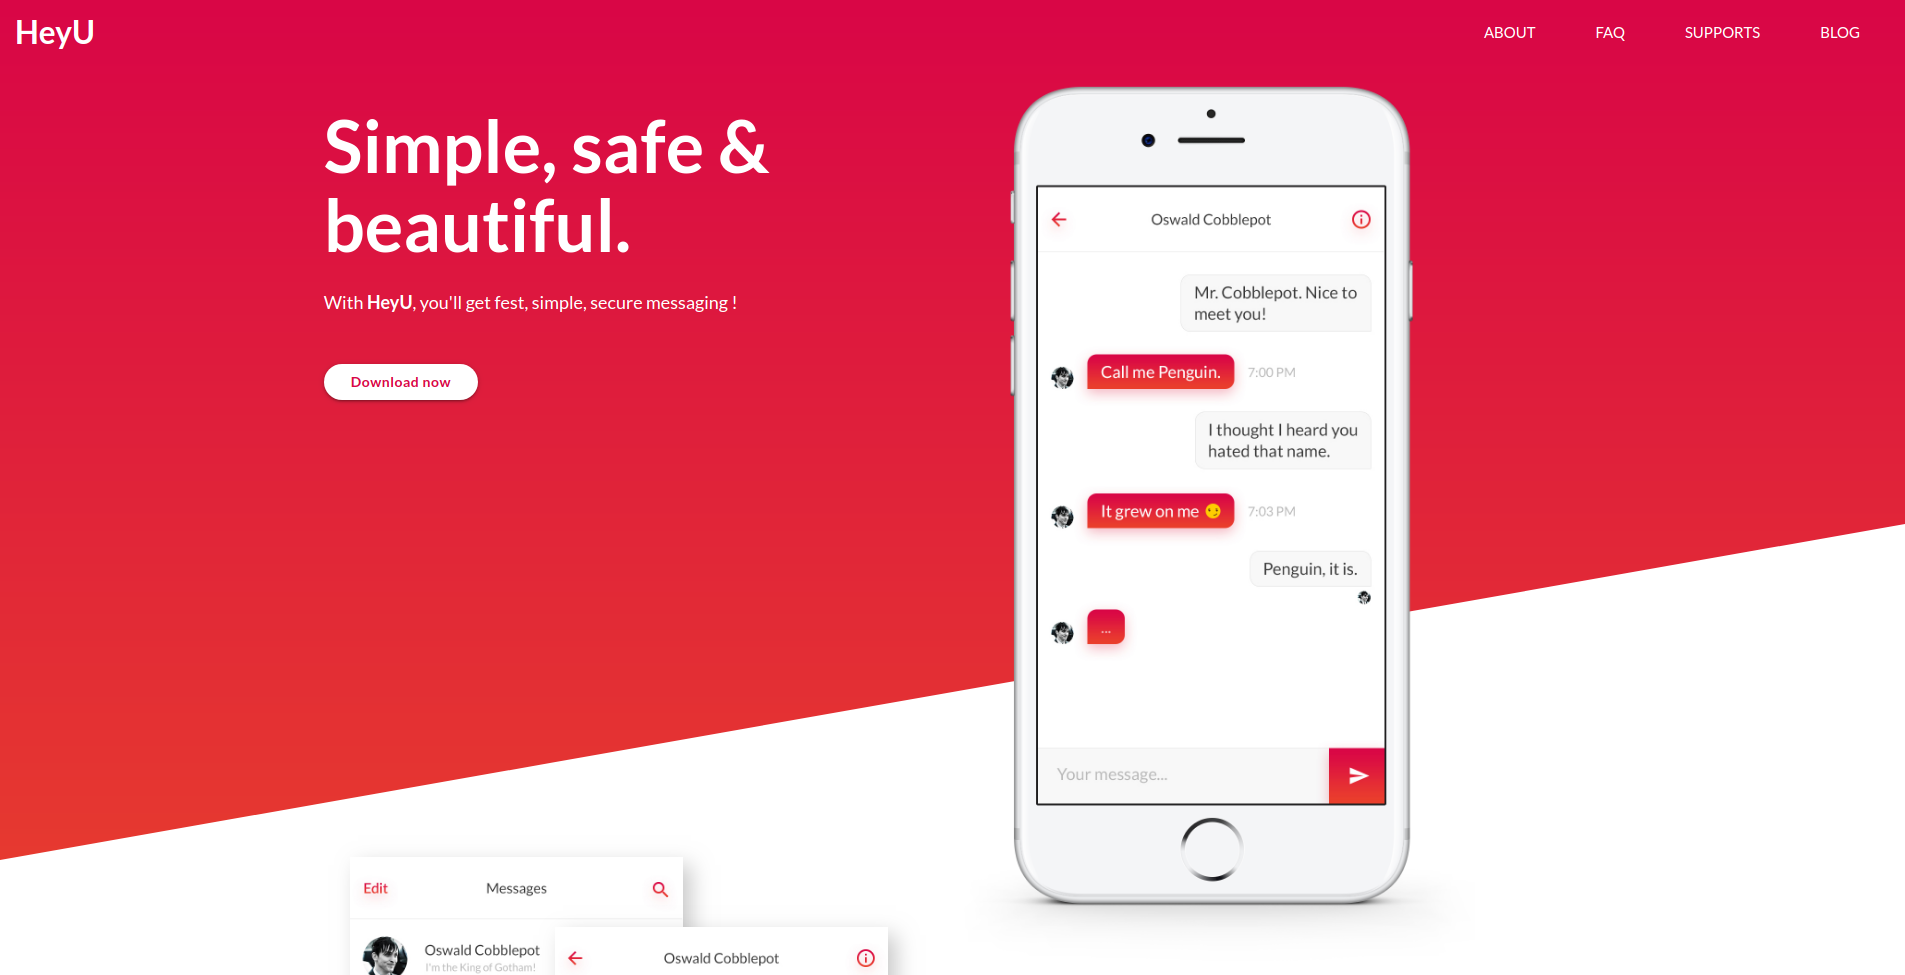 HeyU
ABOUT
FAQ
SUPPORTS
BLOG
Simple, safe &
beautiful.
With HeyU, you'll get fest, simple, secure messaging !
Download now
Oswald Cobblepot
Mr. Cobblepot. Nice to
meet you!
Call me Penguin.
7:00 PM
I thought I heard you
hated that name.
It grew on me 😏
7:03 PM
Penguin, it is.
...
Your message...
Edit
Messages
Oswald Cobblepot
I'm the King of Gotham!
Oswald Cobblepot